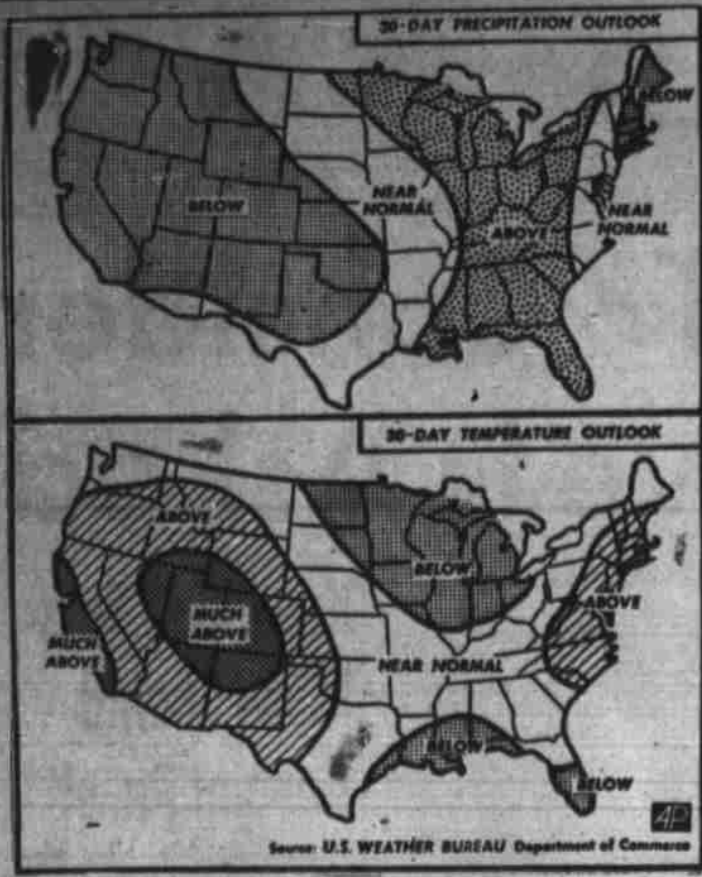 30-DAY PRECIPITATION OUTLOOK
BELOW
BELOW
NEAR
NORMAL
ABOVE
NEAR
NORMAL
30-DAY TEMPERATURE OUTLOOK
ABOVE
BELOW
MUCH
ABOVE
ABOVE
MUCH
ABOVE
NEAR NORMAL
BELOW
BELOW
AP
Source: U.S. WEATHER BUREAU Department of Commerce